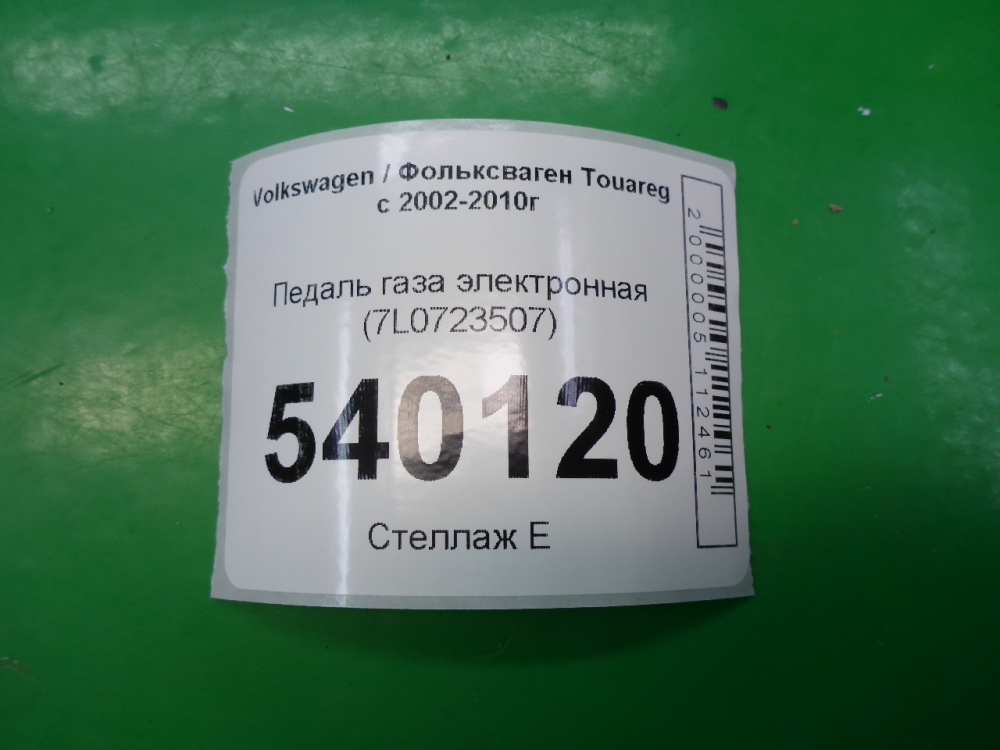 Volkswagen / Фольксваген Touareg
с 2002-2010г
Педаль газа электронная
(7L0723507)
540120
Стеллаж Е
2000005112461